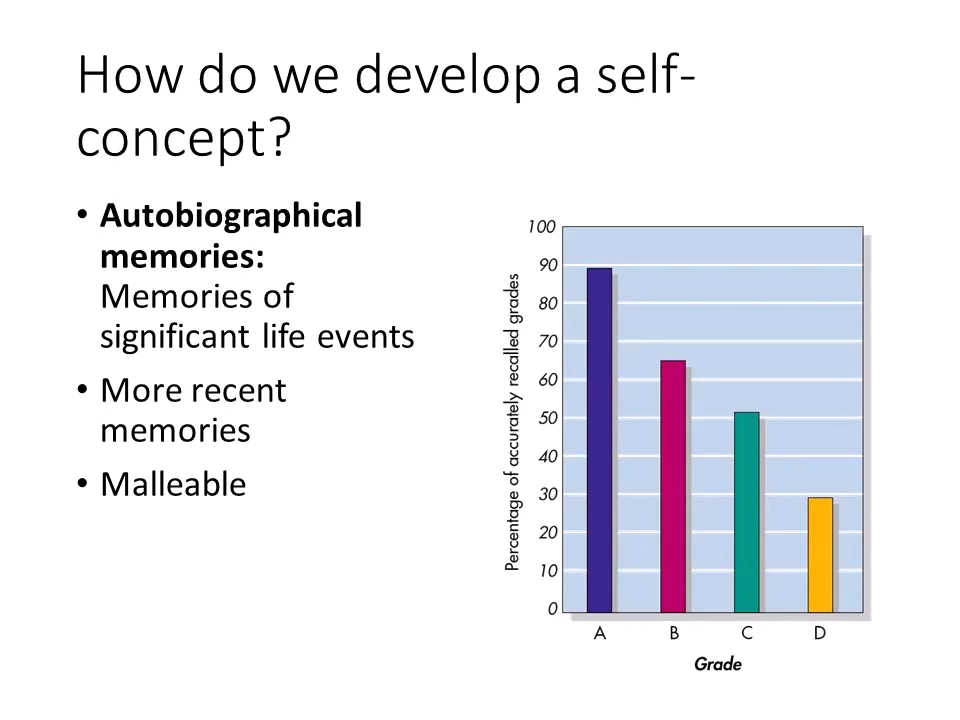 How do we develop a self-
concept?
• Autobiographical
memories:
Memories of
significant life events
• More recent
memories
• Malleable
Percentage of accurately recalled grades
100
90
80
70
60
50
40
30
20
10
0
A B C D
Grade